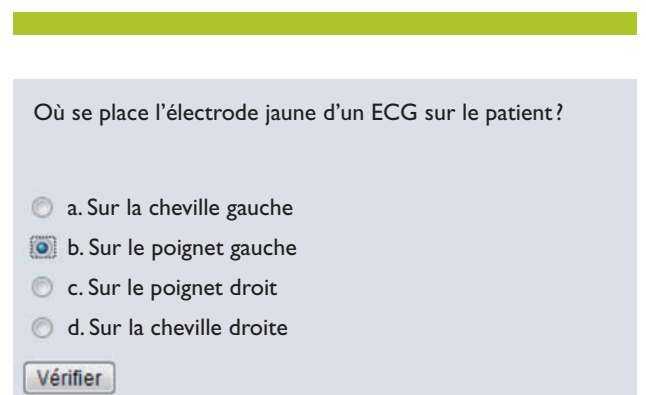 Où se place l’électrode jaune d’un ECG sur le patient ?
a. Sur la cheville gauche
b. Sur le poignet gauche
c. Sur le poignet droit
d. Sur la cheville droite
Vérifier